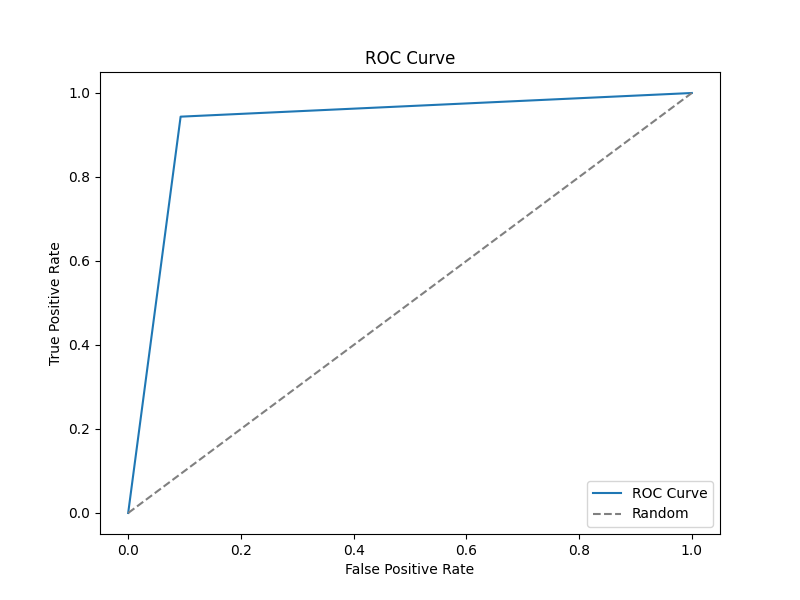 ROC Curve
True Positive Rate
1.0
0.8
0.6
0.4
0.2
0.0
0.0 0.2 0.4 0.6 0.8 1.0
False Positive Rate
ROC Curve
Random